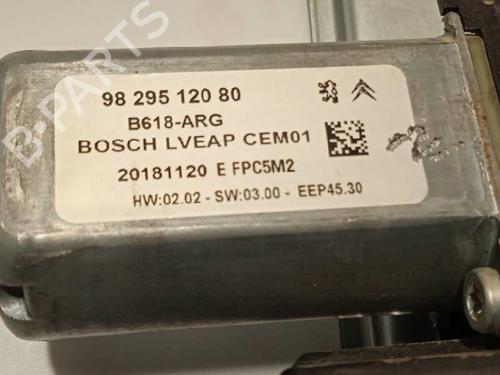 B-PARTS
98 295 120 80
B618-ARG
BOSCH LVEAP CEM01
20181120 E FPC5M2
HW:02.02 - SW:03.00 - EEP45.30